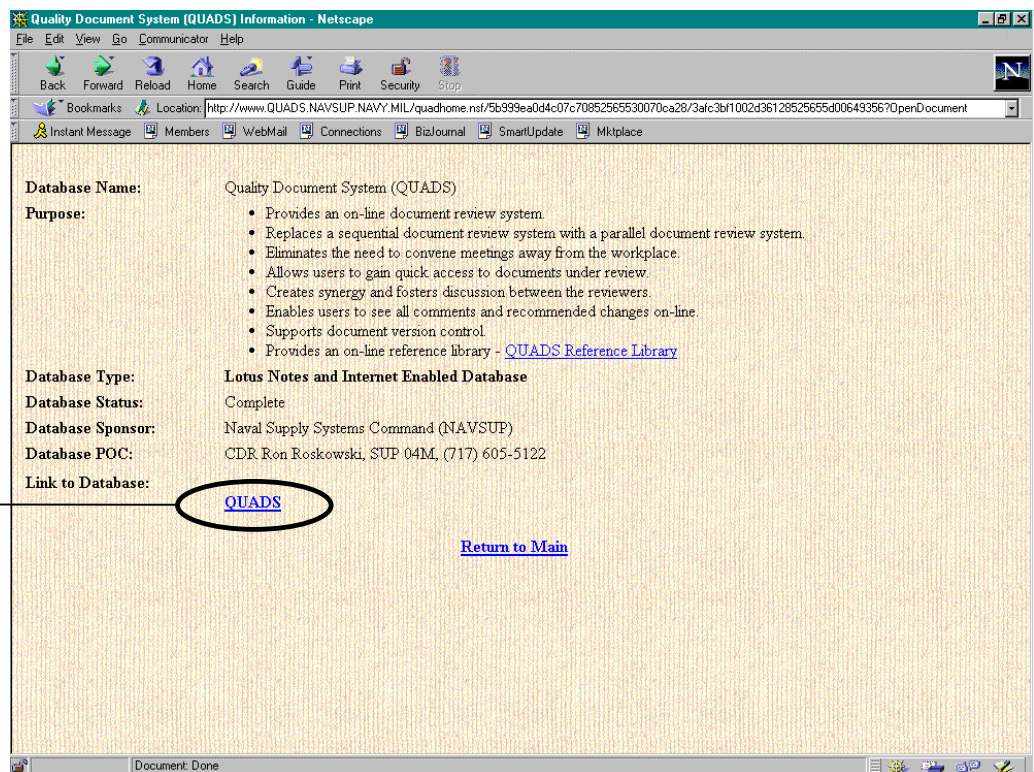 Quality Document System (QUADS) Information - Netscape
File Edit View Go Communicator Help
Back Forward Reload Home Search Guide Print Security Stop
N
Bookmarks Location: http://www.QUADS.NAVSUP.NAVY.MIL/quadhome.nsf/5b999ea0d4c07c70852565530070ca28/3afc3bf1002d36128525655d00649356?OpenDocument
Instant Message Members WebMail Connections BizJournal SmartUpdate Mktplace
Database Name: Quality Document System (QUADS)
Purpose: • Provides an on-line document review system.
• Replaces a sequential document review system with a parallel document review system.
• Eliminates the need to convene meetings away from the workplace.
• Allows users to gain quick access to documents under review.
• Creates synergy and fosters discussion between the reviewers.
• Enables users to see all comments and recommended changes on-line.
• Supports document version control.
• Provides an on-line reference library - QUADS Reference Library
Database Type: Lotus Notes and Internet Enabled Database
Database Status: Complete
Database Sponsor: Naval Supply Systems Command (NAVSUP)
Database POC: CDR Ron Roskowski, SUP 04M, (717) 605-5122
Link to Database:
QUADS
Return to Main
Document: Done